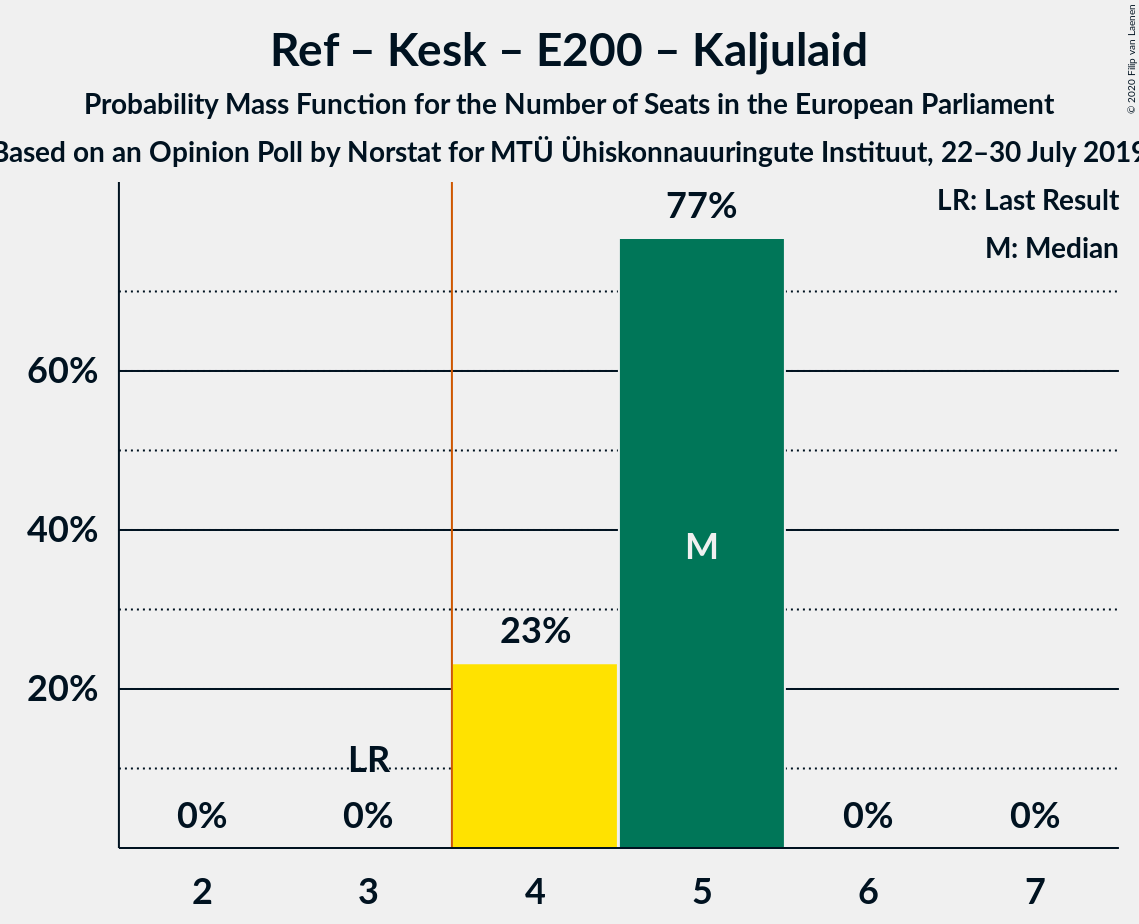 Ref – Kesk – E200 – Kaljulaid
Probability Mass Function for the Number of Seats in the European Parliament
Based on an Opinion Poll by Norstat for MTÜ Ühiskonnauuringute Instituut, 22–30 July 2019
© 2020 Filip van Laenen
LR: Last Result
M: Median
77%
60%
40%
M
23%
20%
LR
0%
0%
0%
0%
2
3
4
5
6
7